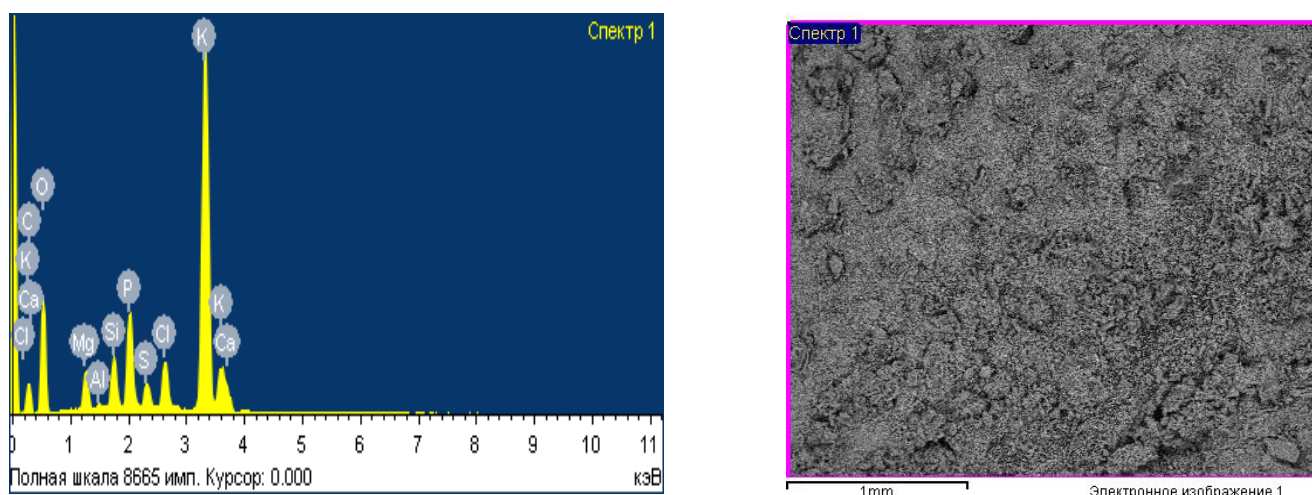 Спектр 1
K
O
C
K
Ca
Cl
Mg
Al
Si
P
S
Cl
K
Ca
0 1 2 3 4 5 6 7 8 9 10 11
Полная шкала 8665 имп. Курсор: 0.000 кэВ
Спектр 1
1mm Электронное изображение 1